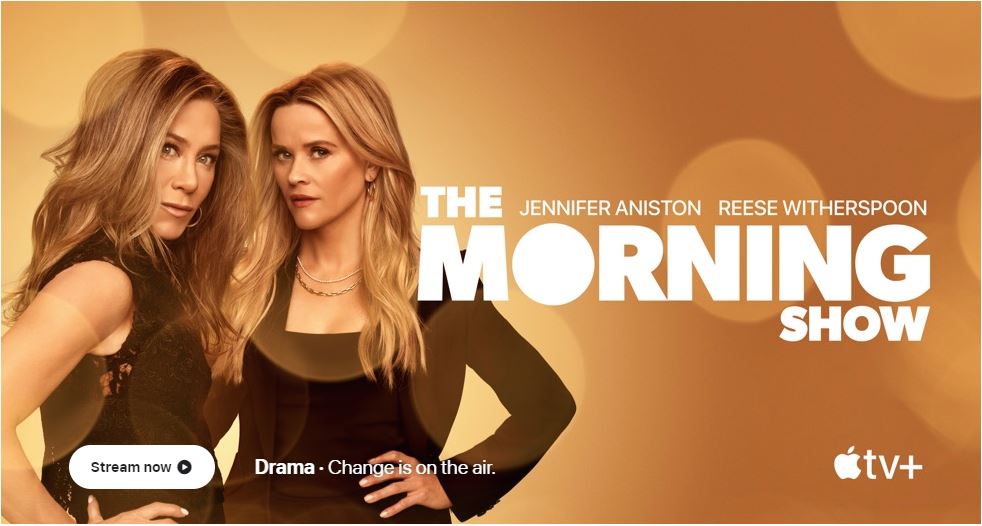 THE JENNIFER ANISTON REESE WITHERSPOON
MORNING
SHOW
Stream now
Drama · Change is on the air.
tv+